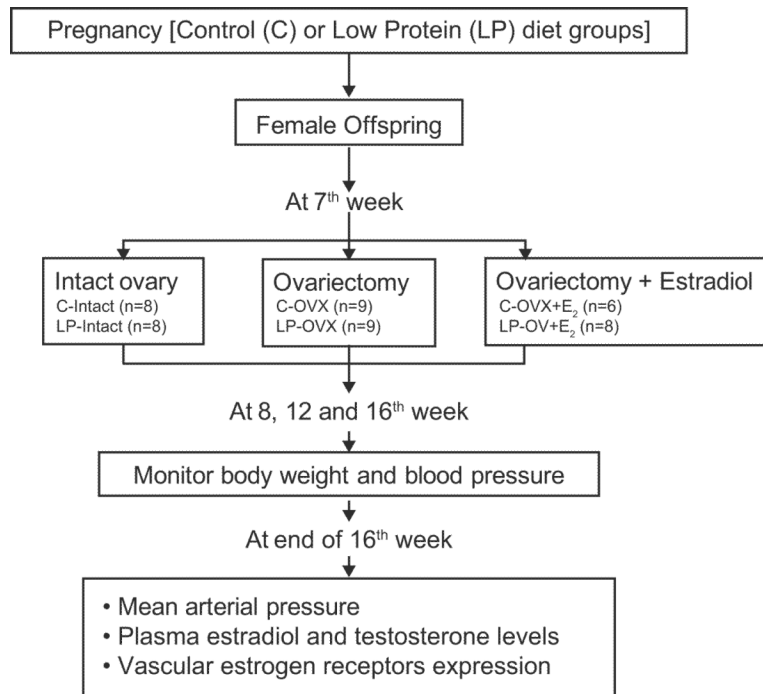 Pregnancy [Control (C) or Low Protein (LP) diet groups]
Female Offspring
At 7th week
Intact ovary
C-Intact (n=8)
LP-Intact (n=8)
Ovariectomy
C-OVX (n=9)
LP-OVX (n=9)
Ovariectomy + Estradiol
C-OVX+E₂ (n=6)
LP-OV+E₂ (n=8)
At 8, 12 and 16th week
Monitor body weight and blood pressure
At end of 16th week
• Mean arterial pressure
• Plasma estradiol and testosterone levels
• Vascular estrogen receptors expression